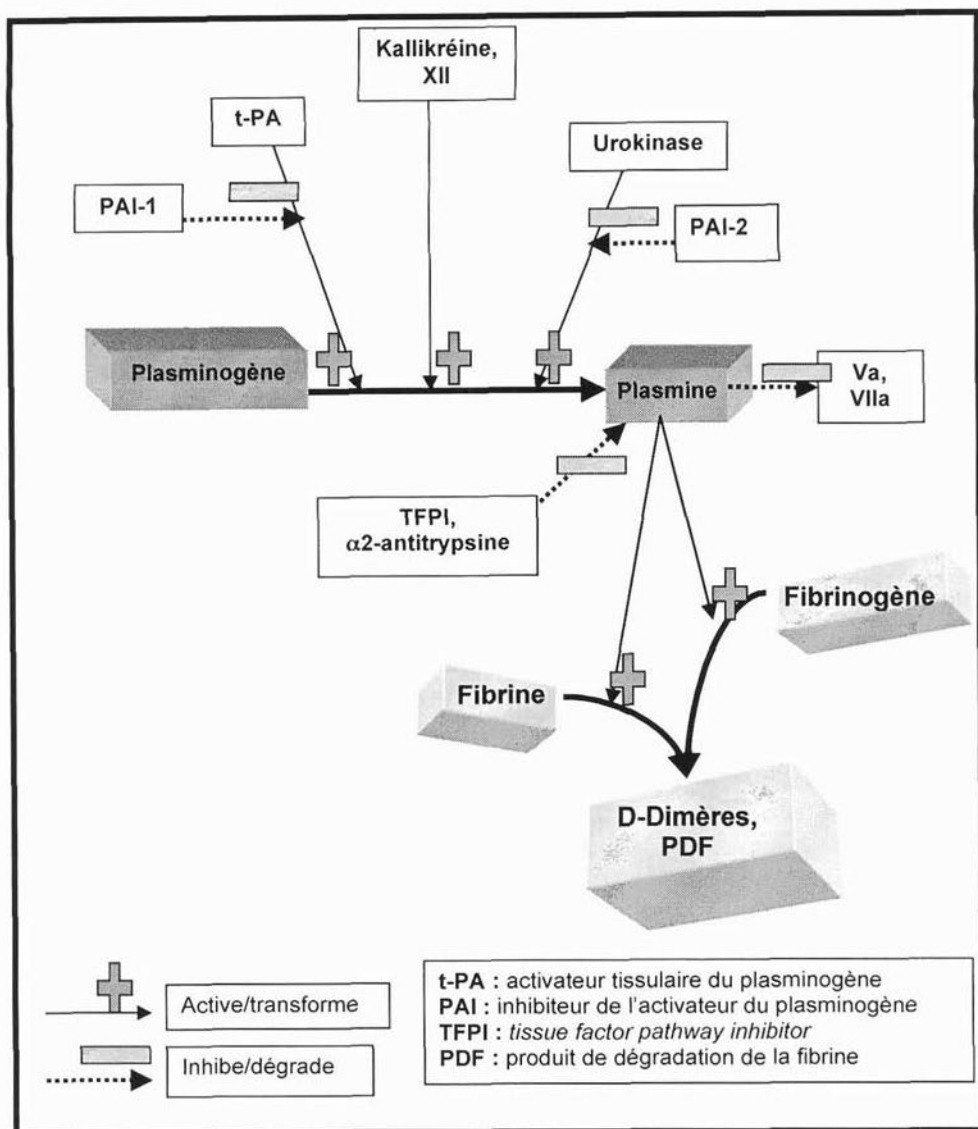 Kallikréine,
XII
t-PA
Urokinase
PAI-1
PAI-2
Plasminogène
Plasmine
Va,
VIIa
TFPI,
α2-antitrypsine
Fibrinogène
Fibrine
D-Dimères,
PDF
Active/transforme
Inhibe/dégrade
t-PA : activateur tissulaire du plasminogène
PAI : inhibiteur de l'activateur du plasminogène
TFPI : tissue factor pathway inhibitor
PDF : produit de dégradation de la fibrine